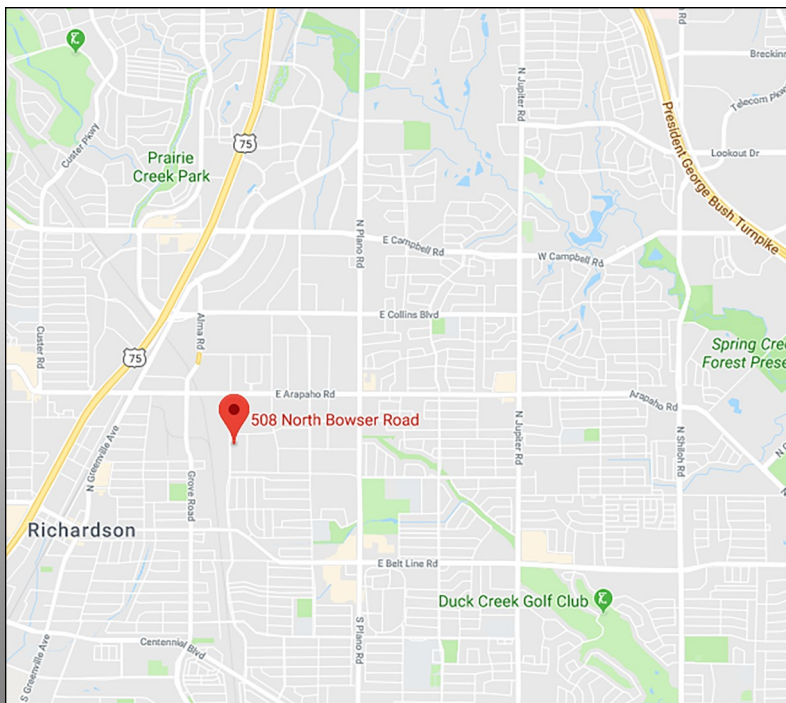 Rd
N Jupiter Rd
Breckinr
Telecom Pkwy
75
Custer Pkwy
Prairie
Creek Park
Lookout Dr
President George Bush Turnpike
N Plano Rd
E Campbell Rd
W Campbell Rd
E Collins Blvd
Alma Rd
Custer Rd
75
Spring Cree
Forest Prese
E Arapaho Rd
Arapaho Rd
508 North Bowser Road
N Greenville Ave
N Jupiter Rd
N Shiloh Rd
N G
Grove Road
Richardson
E Belt Line Rd
Duck Creek Golf Club
S Plano Rd
Centennial Blvd
S Greenville Ave